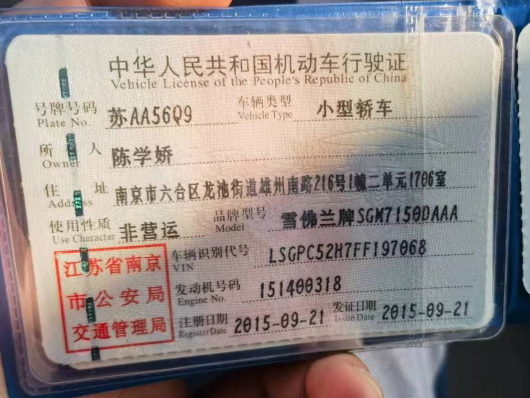 中华人民共和国机动车行驶证
Vehicle License of the People's Republic of China
号牌号码 苏AA56Q9 车辆类型 小型轿车
Plate No. Vehicle Type
所有人 陈学娇
Owner
住址 南京市六合区龙池街道雄州南路216号1幢二单元1706室
Address
使用性质 非营运 品牌型号 雪佛兰牌SGM7150DAAA
Use Character Model
车辆识别代号 LSGPC52H7FF197068
VIN
发动机号码 151400318
Engine No.
注册日期 2015-09-21 发证日期 2015-09-21
Register Date Issue Date
江苏省南京
市公安局
交通管理局